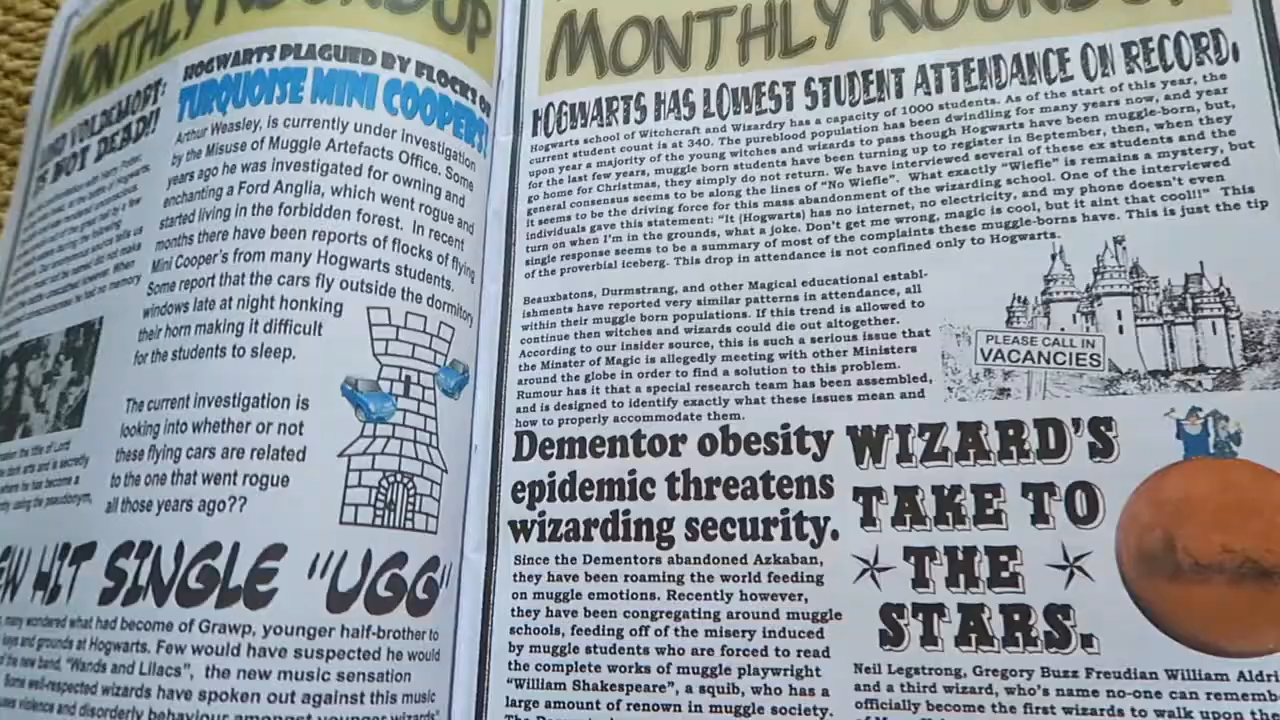 MONTHLY ROUNDUP
LORD VOLDEMORT:
IS NOT DEAD!!
HOGWARTS PLAGUED BY FLOCKS OF
TURQUOISE MINI COOPERS!
Arthur Weasley, is currently under investigation
by the Misuse of Muggle Artefacts Office. Some
years ago he was investigated for owning and
enchanting a Ford Anglia, which went rogue and
started living in the forbidden forest. In recent
months there have been reports of flocks of flying
Mini Cooper's from many Hogwarts students.
Some report that the cars fly outside the dormitory
windows late at night honking
their horn making it difficult
for the students to sleep.
The current investigation is
looking into whether or not
these flying cars are related
to the one that went rogue
all those years ago??
HIT SINGLE "UGG"
many wondered what had become of Grawp, younger half-brother to
keys and grounds at Hogwarts. Few would have suspected he would
the new band, "Wands and Lilacs", the new music sensation
Some well-respected wizards have spoken out against this music
violence and disorderly behaviour amongst younger wizards"
MONTHLY ROUNDUP
HOGWARTS HAS LOWEST STUDENT ATTENDANCE ON RECORD.
Hogwarts school of Witchcraft and Wizardry has a capacity of 1000 students. As of the start of this year, the
current student count is at 340. The pureblood population has been dwindling for many years now, and year
upon year a majority of the young witches and wizards to pass though Hogwarts have been muggle-born, but,
for the last few years, muggle born students have been turning up to register in September, then, when they
go home for Christmas, they simply do not return. We have interviewed several of these ex students and the
general consensus seems to be along the lines of "No Wiefie". What exactly "Wiefie" is remains a mystery, but
it seems to be the driving force for this mass abandonment of the wizarding school. One of the interviewed
individuals gave this statement: "It (Hogwarts) has no internet, no electricity, and my phone doesn't even
turn on when I'm in the grounds, what a joke. Don't get me wrong, magic is cool, but it aint that cool!!" This
single response seems to be a summary of most of the complaints these muggle-borns have. This is just the tip
of the proverbial iceberg. This drop in attendance is not confined only to Hogwarts.
Beauxbatons, Durmstrang, and other Magical educational establ-
ishments have reported very similar patterns in attendance, all
within their muggle born populations. If this trend is allowed to
continue then witches and wizards could die out altogether.
According to our insider source, this is such a serious issue that
the Minster of Magic is allegedly meeting with other Ministers
around the globe in order to find a solution to this problem.
Rumour has it that a special research team has been assembled,
and is designed to identify exactly what these issues mean and
how to properly accommodate them.
PLEASE CALL IN
VACANCIES
Dementor obesity
epidemic threatens
wizarding security.
Since the Dementors abandoned Azkaban,
they have been roaming the world feeding
on muggle emotions. Recently however,
they have been congregating around muggle
schools, feeding off of the misery induced
by muggle students who are forced to read
the complete works of muggle playwright
"William Shakespeare", a squib, who has a
large amount of renown in muggle society.
WIZARD'S
TAKE TO
THE
STARS.
Neil Legstrong, Gregory Buzz Freudian William Aldri
and a third wizard, who's name no-one can rememb
officially become the first wizards to walk upon the